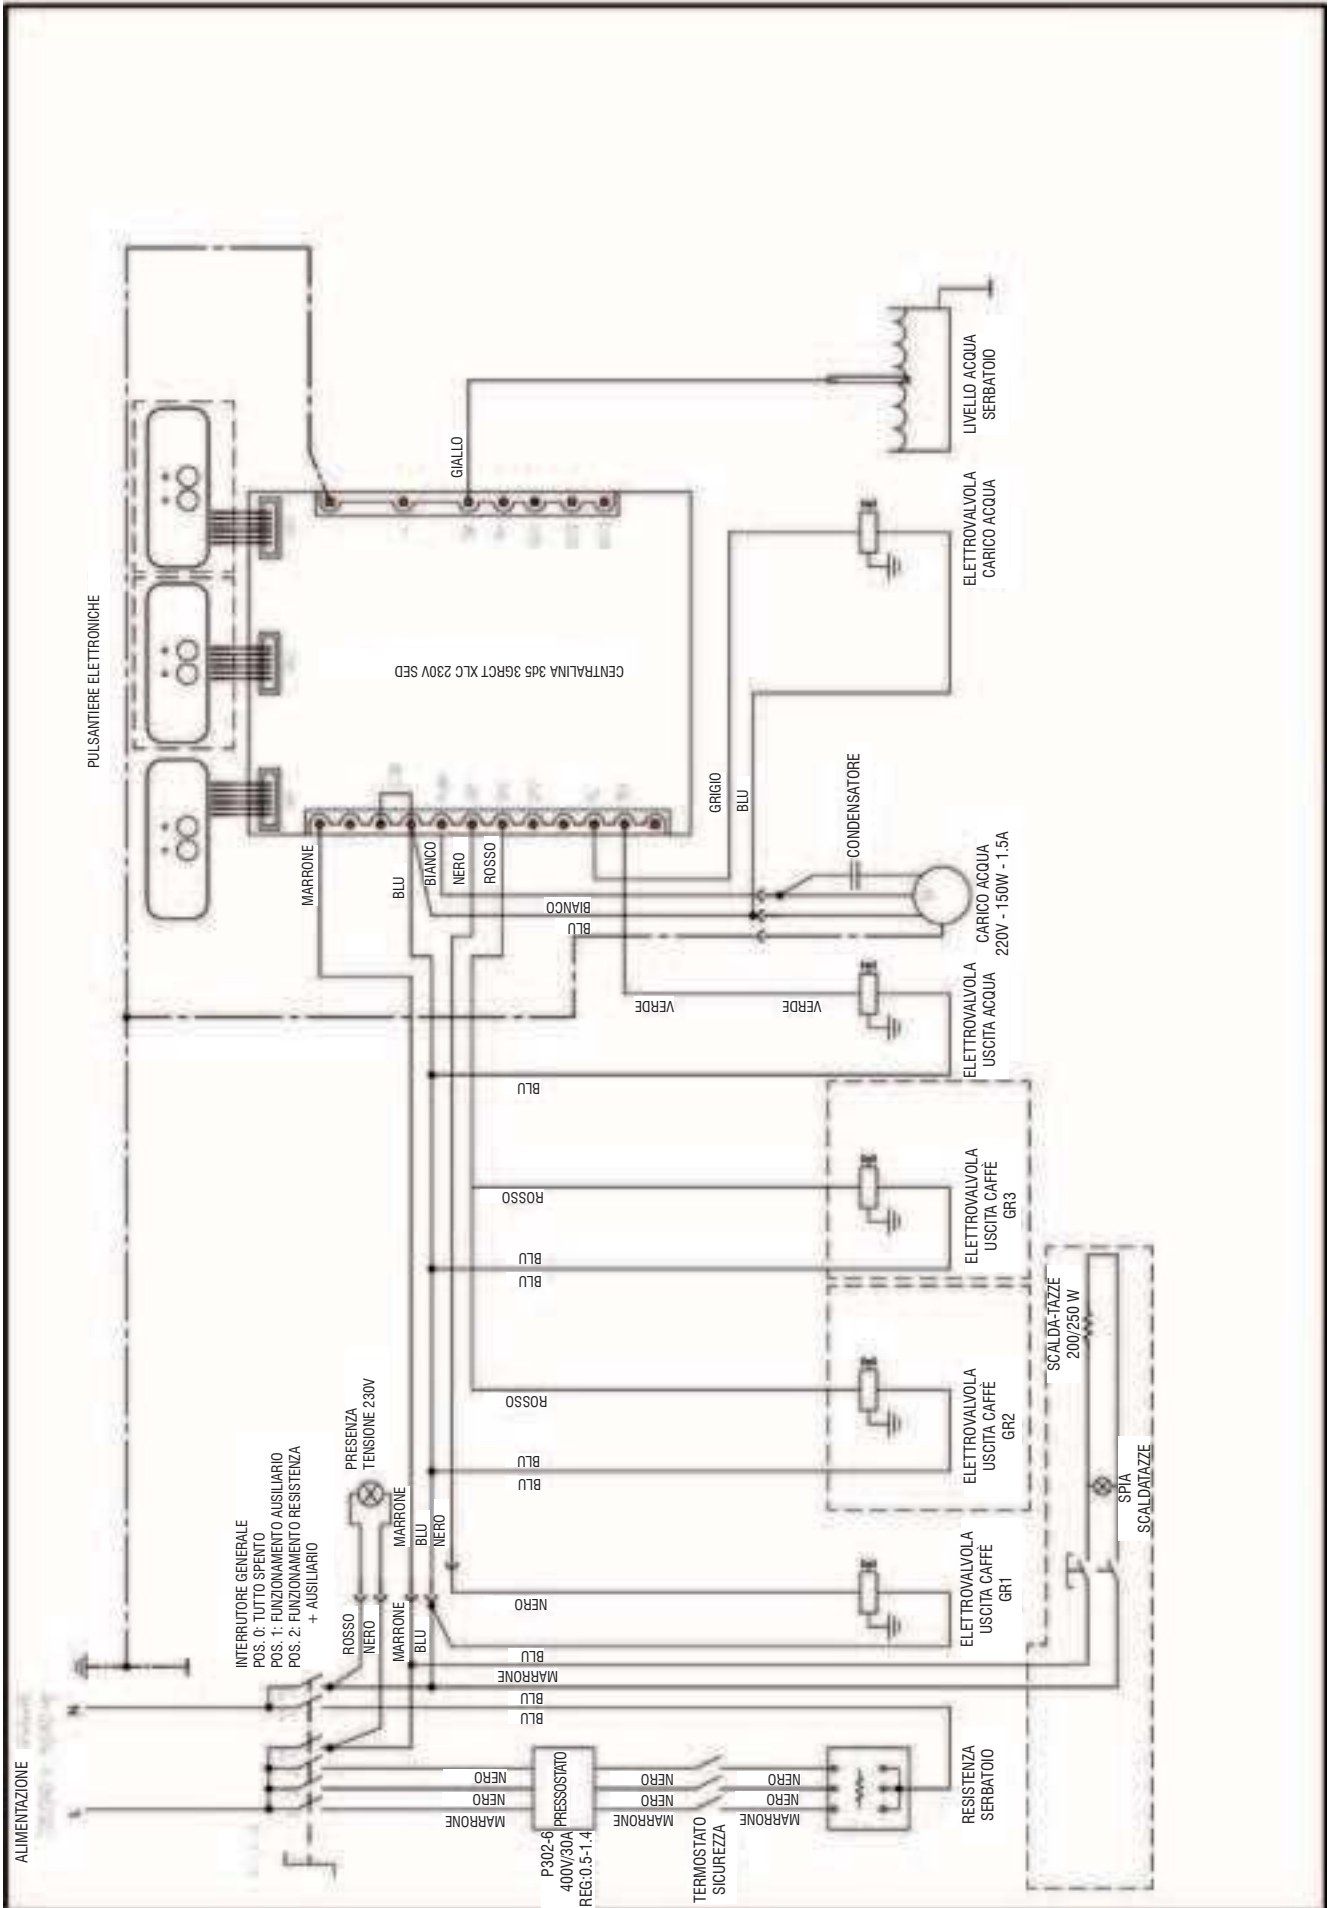 ALIMENTAZIONE
L
N
INTERRUTORE GENERALE
POS. 0: TUTTO SPENTO
POS. 1: FUNZIONAMENTO AUSILIARIO
POS. 2: FUNZIONAMENTO RESISTENZA
+ AUSILIARIO
PRESENZA
TENSIONE 230V
ROSSO
NERO
MARRONE
BLU
MARRONE
BLU
NERO
PULSANTIERE ELETTRONICHE
CENTRALINA 3d5 3GRCT XLC 230V SED
MARRONE
BLU
BIANCO
NERO
ROSSO
GIALLO
GRIGIO
BLU
BIANCO
BLU
VERDE
VERDE
BLU
ROSSO
BLU
BLU
ROSSO
BLU
BLU
NERO
BLU
MARRONE
BLU
BLU
NERO
NERO
MARRONE
P302-6
400V/30A
REG:0.5-1.4
PRESSOSTATO
NERO
NERO
MARRONE
TERMOSTATO
SICUREZZA
NERO
NERO
MARRONE
RESISTENZA
SERBATOIO
ELETTROVALVOLA
USCITA CAFFÈ
GR1
ELETTROVALVOLA
USCITA CAFFÈ
GR2
ELETTROVALVOLA
USCITA CAFFÈ
GR3
ELETTROVALVOLA
USCITA ACQUA
CARICO ACQUA
220V - 150W - 1.5A
CONDENSATORE
ELETTROVALVOLA
CARICO ACQUA
LIVELLO ACQUA
SERBATOIO
SCALDA-TAZZE
200/250 W
SPIA
SCALDATAZZE